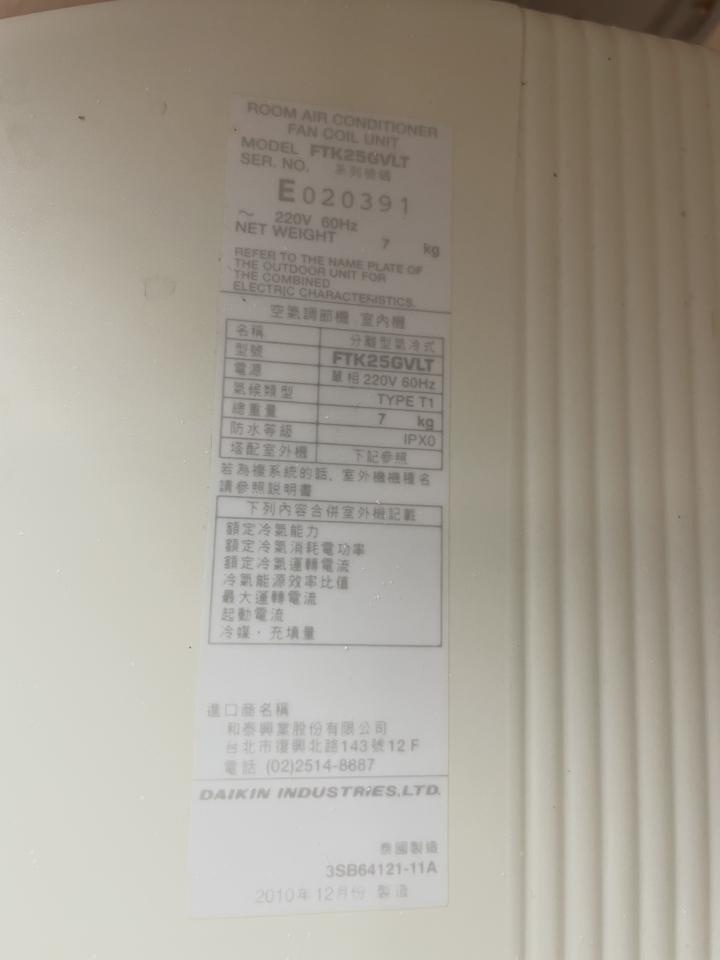 ROOM AIR CONDITIONER
FAN COIL UNIT
MODEL FTK25GVLT
SER. NO. 系列號碼
E020391
～ 220V 60Hz
NET WEIGHT 7 kg
REFER TO THE NAME PLATE OF
THE OUTDOOR UNIT FOR
THE COMBINED
ELECTRIC CHARACTERISTICS.
空氣調節機 室內機
名稱 分離型氣冷式
型號 FTK25GVLT
電源 單相 220V 60Hz
氣候類型 TYPE T1
總重量 7 kg
防水等級 IPX0
塔配室外機 下記參照
若為複系統的話、室外機機種名
請參照說明書
下列內容合併室外機記載
額定冷氣能力
額定冷氣消耗電功率
額定冷氣運轉電流
冷氣能源效率比值
最大運轉電流
起動電流
冷媒・充填量
進口商名稱
和泰興業股份有限公司
台北市復興北路143號12F
電話 (02)2514-8687
DAIKIN INDUSTRIES,LTD.
泰國製造
3SB64121-11A
2010年12月份 製造